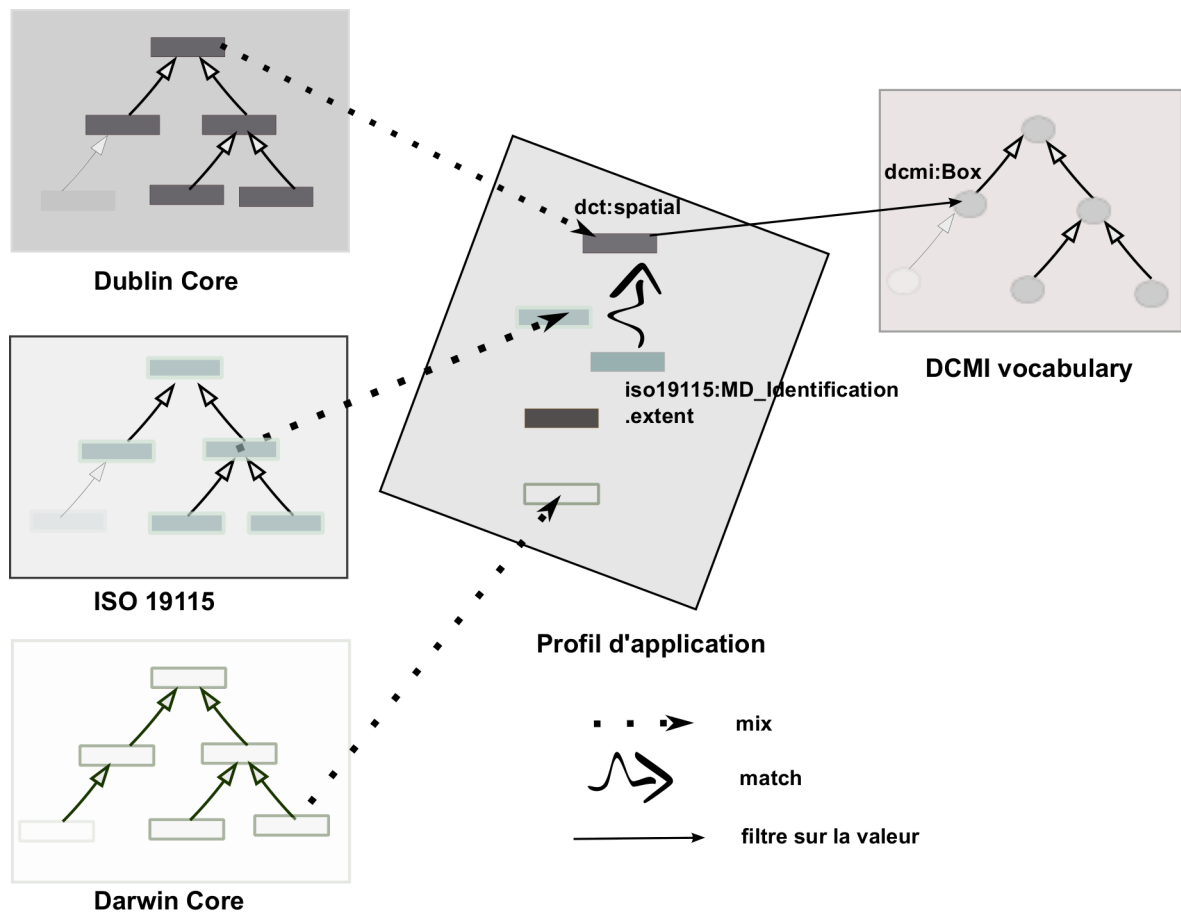 Dublin Core
dct:spatial
dcmi:Box
DCMI vocabulary
iso19115:MD_Identification
.extent
ISO 19115
Profil d'application
mix
match
filtre sur la valeur
Darwin Core